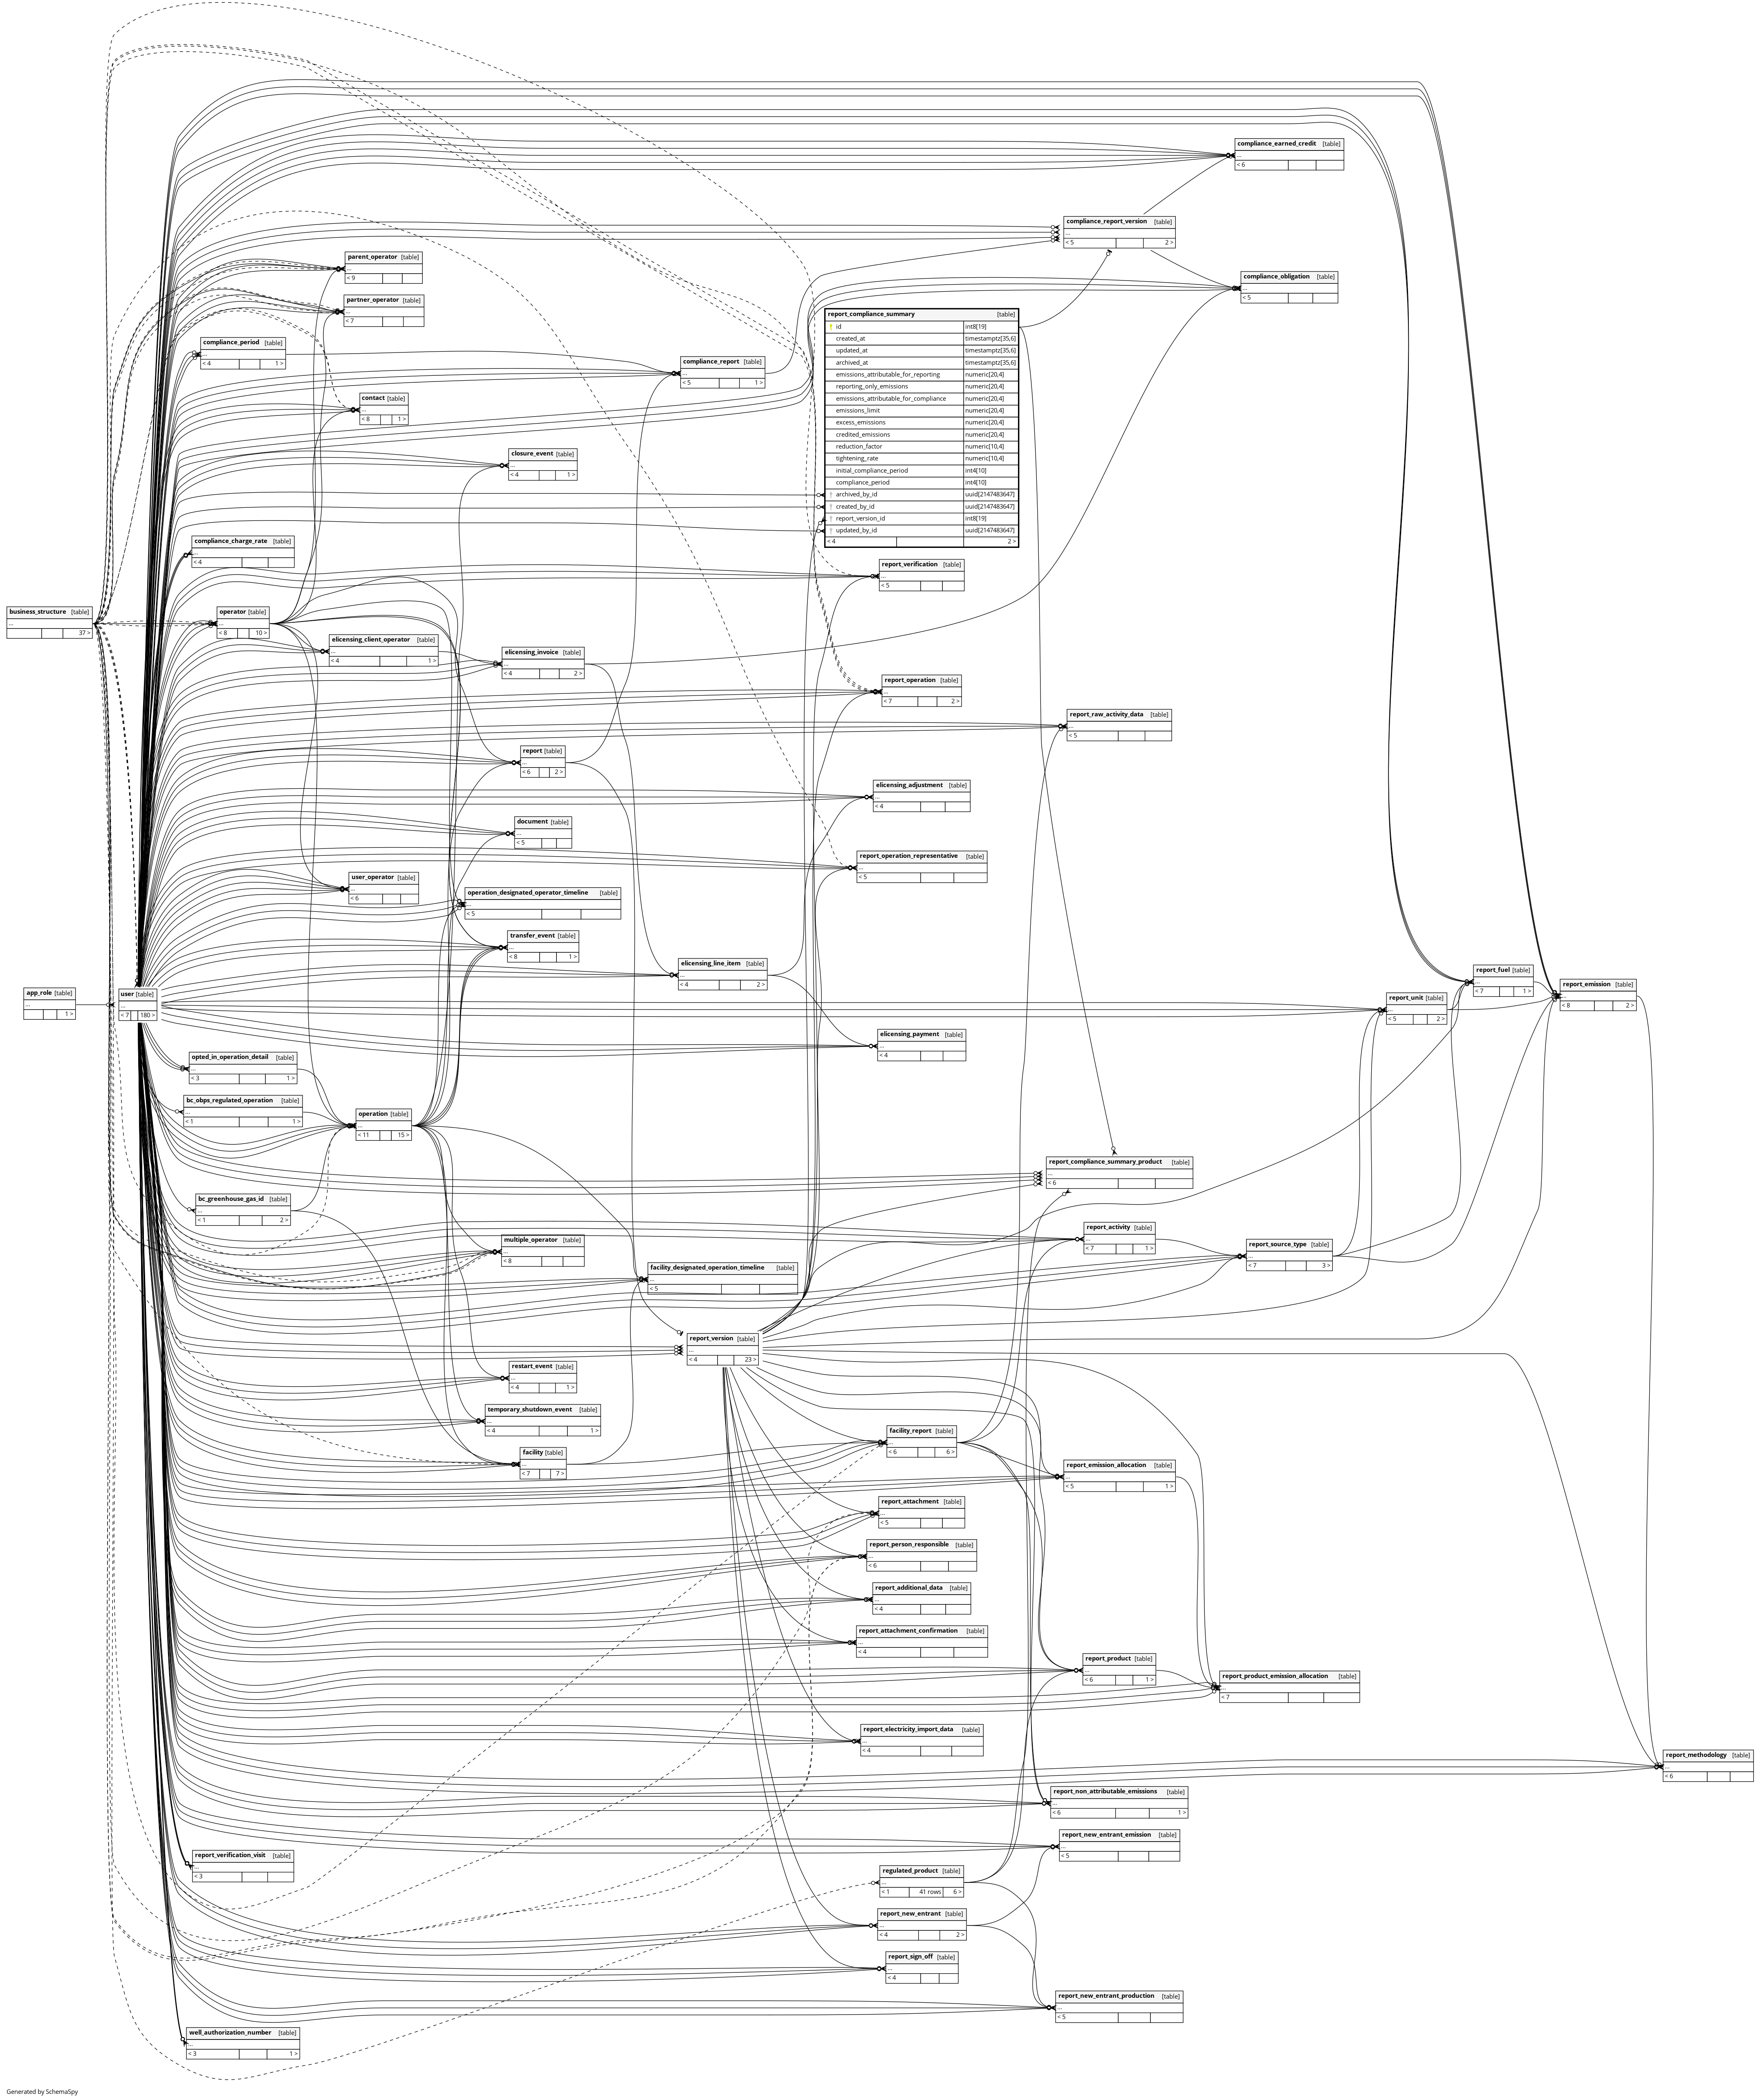 compliance_earned_credit [table]
...
< 6
compliance_report_version [table]
...
< 5 2 >
parent_operator [table]
...
< 9
compliance_obligation [table]
...
< 5
partner_operator [table]
...
< 7
report_compliance_summary [table]
id int8[19]
created_at timestamptz[35,6]
updated_at timestamptz[35,6]
archived_at timestamptz[35,6]
emissions_attributable_for_reporting numeric[20,4]
reporting_only_emissions numeric[20,4]
emissions_attributable_for_compliance numeric[20,4]
emissions_limit numeric[20,4]
excess_emissions numeric[20,4]
credited_emissions numeric[20,4]
reduction_factor numeric[10,4]
tightening_rate numeric[10,4]
initial_compliance_period int4[10]
compliance_period int4[10]
archived_by_id uuid[2147483647]
created_by_id uuid[2147483647]
report_version_id int8[19]
updated_by_id uuid[2147483647]
< 4 2 >
compliance_period [table]
...
< 4 1 >
compliance_report [table]
...
< 5 1 >
contact [table]
...
< 8 1 >
closure_event [table]
...
< 4 1 >
compliance_charge_rate [table]
...
< 4
report_verification [table]
...
< 5
business_structure [table]
...
37 >
operator [table]
...
< 8 10 >
elicensing_client_operator [table]
...
< 4 1 >
elicensing_invoice [table]
...
< 4 2 >
report_operation [table]
...
< 7 2 >
report_raw_activity_data [table]
...
< 5
report [table]
...
< 6 2 >
elicensing_adjustment [table]
...
< 4
document [table]
...
< 5
report_operation_representative [table]
...
< 5
user_operator [table]
...
< 6
operation_designated_operator_timeline [table]
...
< 5
transfer_event [table]
...
< 8 1 >
elicensing_line_item [table]
...
< 4 2 >
report_fuel [table]
...
< 7 1 >
report_emission [table]
...
< 8 2 >
app_role [table]
...
1 >
user [table]
...
< 7 180 >
report_unit [table]
...
< 5 2 >
elicensing_payment [table]
...
< 4
opted_in_operation_detail [table]
...
< 3 1 >
bc_obps_regulated_operation [table]
...
< 1 1 >
operation [table]
...
< 11 15 >
report_compliance_summary_product [table]
...
< 6
bc_greenhouse_gas_id [table]
...
< 1 2 >
report_activity [table]
...
< 7 1 >
multiple_operator [table]
...
< 8
report_source_type [table]
...
< 7 3 >
facility_designated_operation_timeline [table]
...
< 5
report_version [table]
...
< 4 23 >
restart_event [table]
...
< 4 1 >
temporary_shutdown_event [table]
...
< 4 1 >
facility_report [table]
...
< 6 6 >
facility [table]
...
< 7 7 >
report_emission_allocation [table]
...
< 5 1 >
report_attachment [table]
...
< 5
report_person_responsible [table]
...
< 6
report_additional_data [table]
...
< 4
report_attachment_confirmation [table]
...
< 4
report_product [table]
...
< 6 1 >
report_product_emission_allocation [table]
...
< 7
report_electricity_import_data [table]
...
< 4
report_methodology [table]
...
< 6
report_non_attributable_emissions [table]
...
< 6 1 >
report_new_entrant_emission [table]
...
< 5
report_verification_visit [table]
...
< 3
regulated_product [table]
...
< 1 41 rows 6 >
report_new_entrant [table]
...
< 4 2 >
report_sign_off [table]
...
< 4
report_new_entrant_production [table]
...
< 5
well_authorization_number [table]
...
< 3 1 >
Generated by SchemaSpy